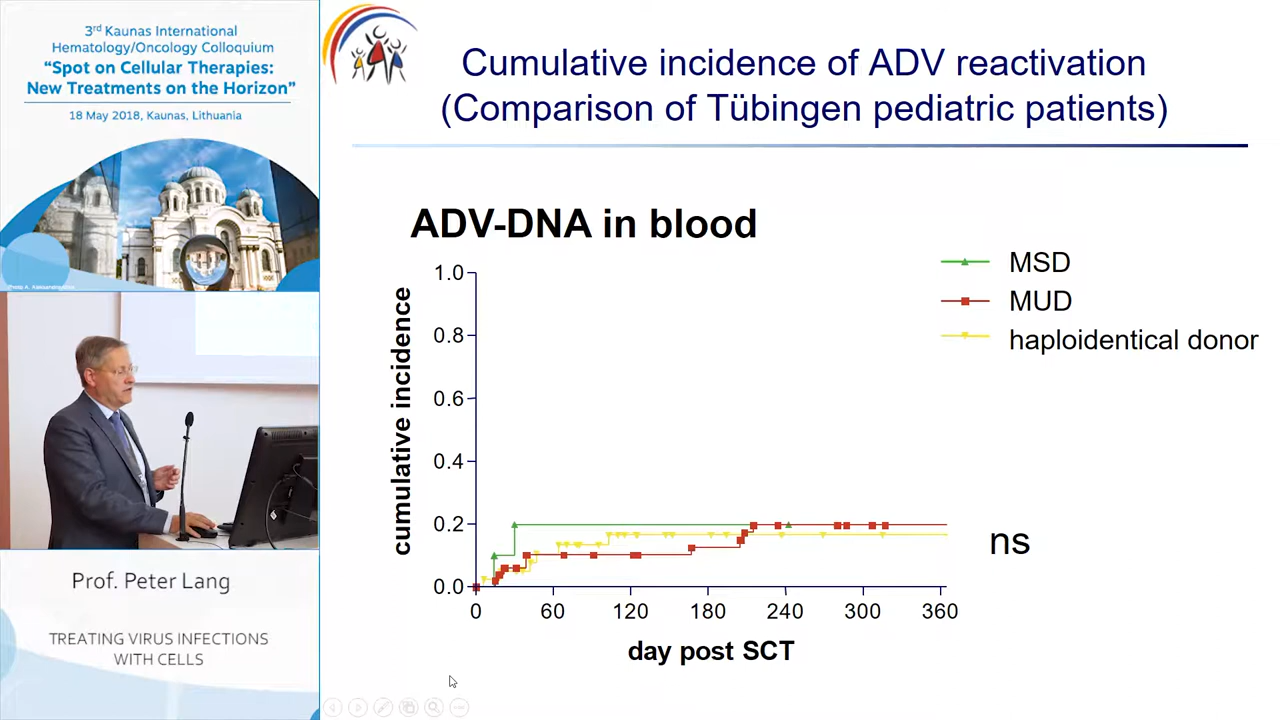 3rd Kaunas International
Hematology/Oncology Colloquium
“Spot on Cellular Therapies:
New Treatments on the Horizon”
18 May 2018, Kaunas, Lithuania
Prof. Peter Lang
TREATING VIRUS INFECTIONS
WITH CELLS
Cumulative incidence of ADV reactivation
(Comparison of Tübingen pediatric patients)
ADV-DNA in blood
MSD
MUD
haploidentical donor
cumulative incidence
1.0
0.8
0.6
0.4
0.2
0.0
0 60 120 180 240 300 360
day post SCT
ns